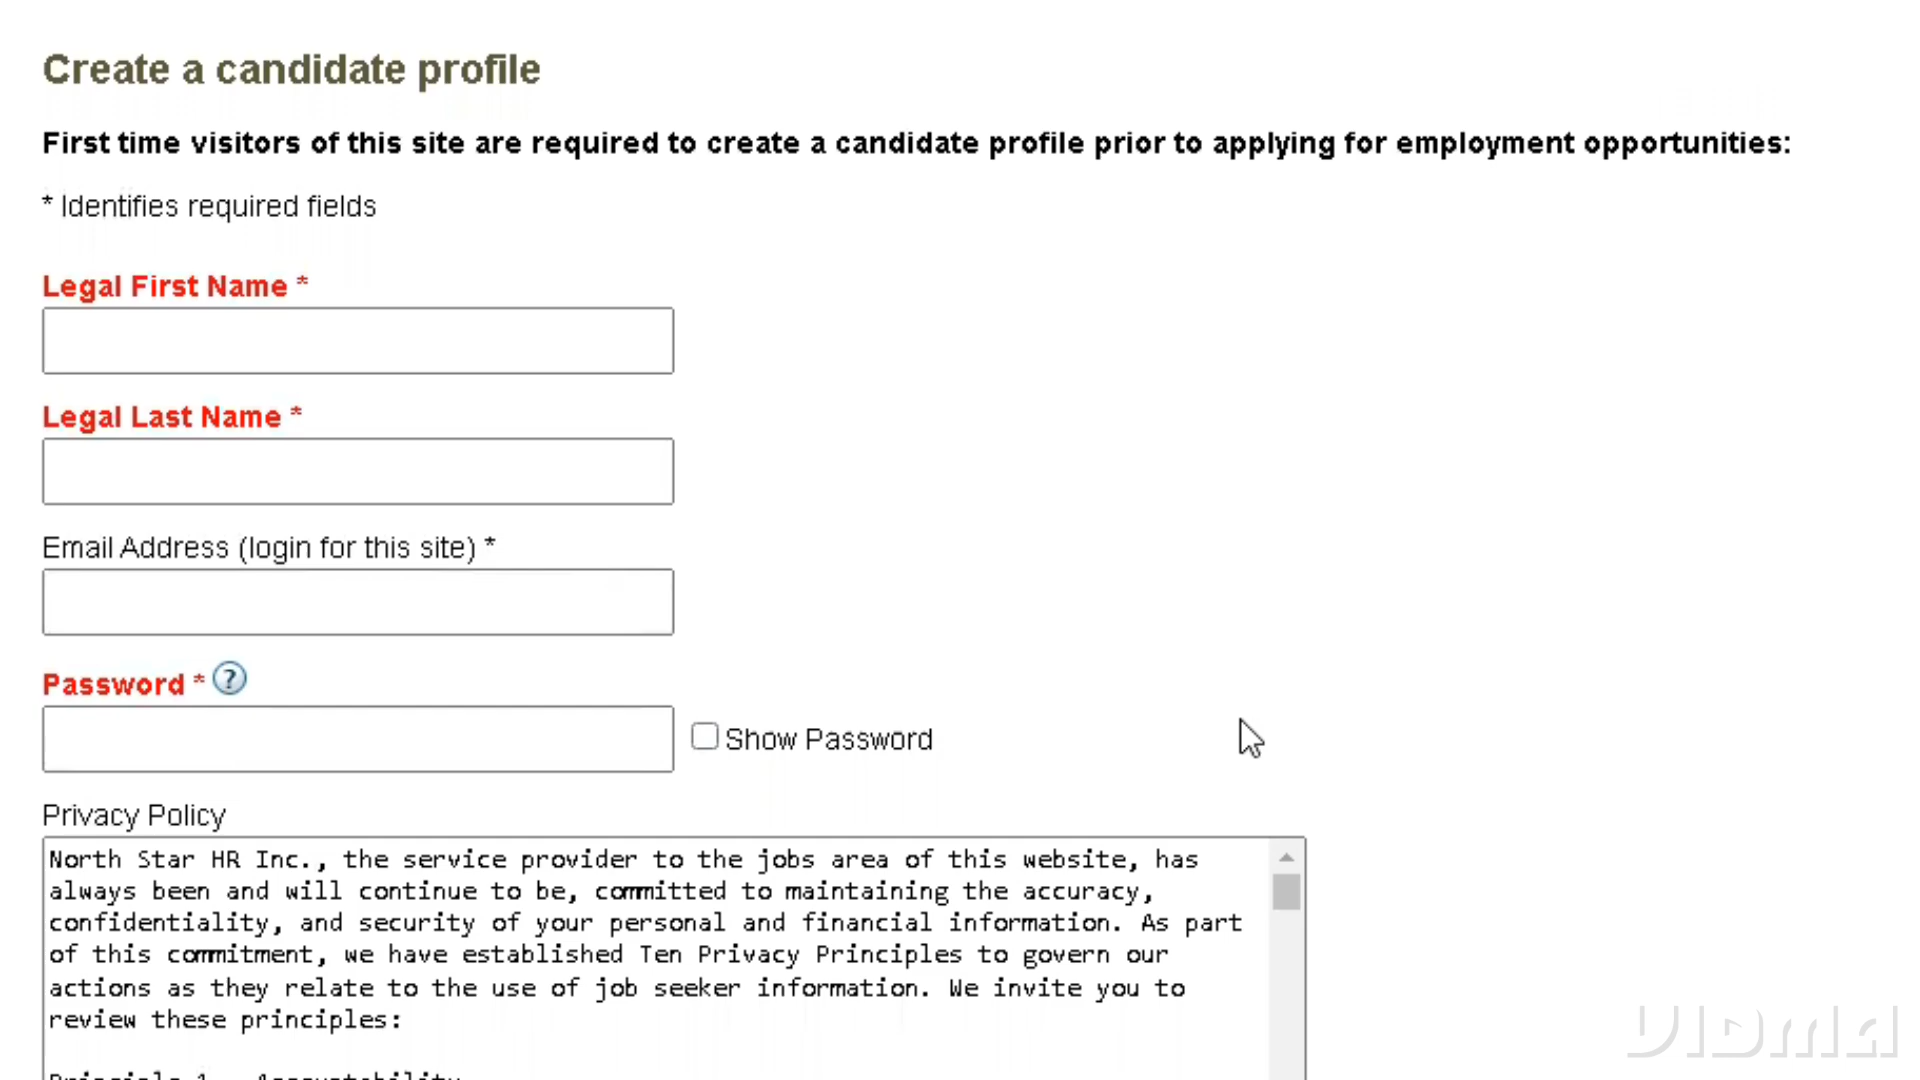 Create a candidate profile
First time visitors of this site are required to create a candidate profile prior to applying for employment opportunities:
* Identifies required fields
Legal First Name *
Legal Last Name *
Email Address (login for this site) *
Password * ?
Show Password
Privacy Policy
North Star HR Inc., the service provider to the jobs area of this website, has
always been and will continue to be, committed to maintaining the accuracy,
confidentiality, and security of your personal and financial information. As part
of this commitment, we have established Ten Privacy Principles to govern our
actions as they relate to the use of job seeker information. We invite you to
review these principles:
Principle 1 - Accountability
VIDMA